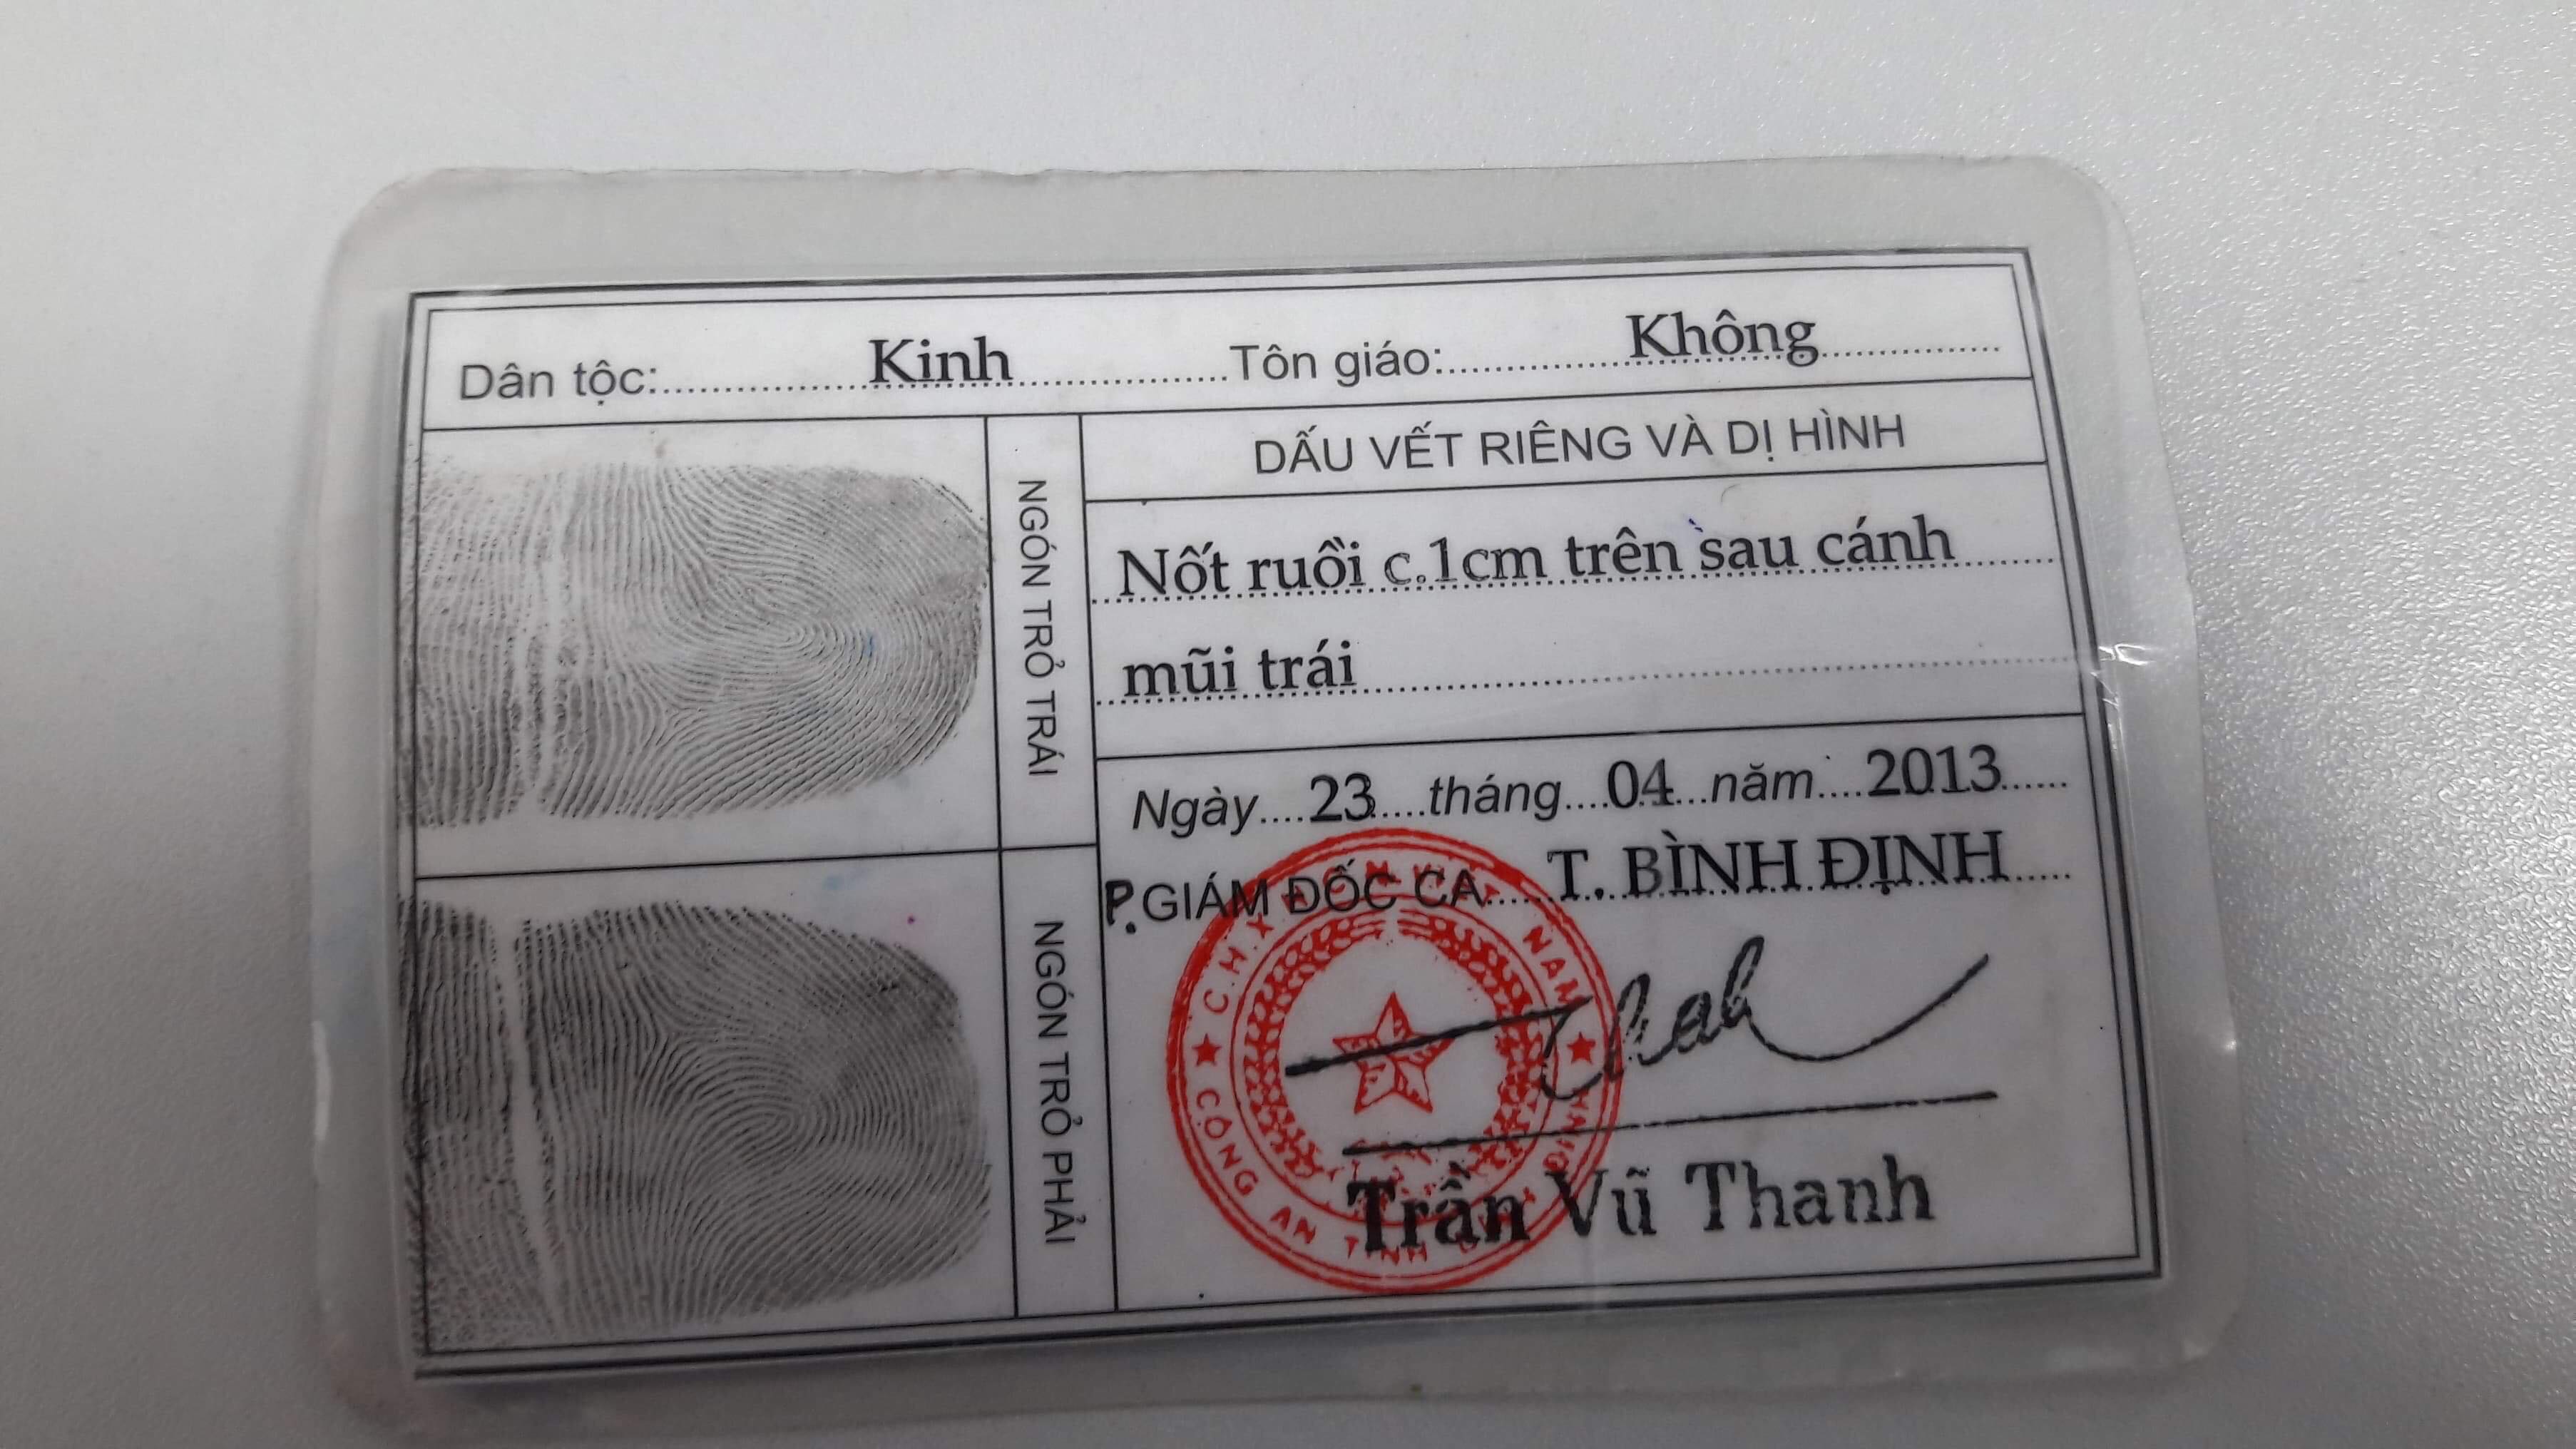 Dân tộc: Kinh Tôn giáo: Không
DẤU VẾT RIÊNG VÀ DỊ HÌNH
Nốt ruồi c.1cm trên sau cánh
mũi trái
NGÓN TRỎ TRÁI
Ngày 23 tháng 04 năm 2013
P.GIÁM ĐỐC CA T. BÌNH ĐỊNH
NGÓN TRỎ PHẢI
C.H.X NAM
CÔNG AN TỈNH
Trần Vũ Thanh